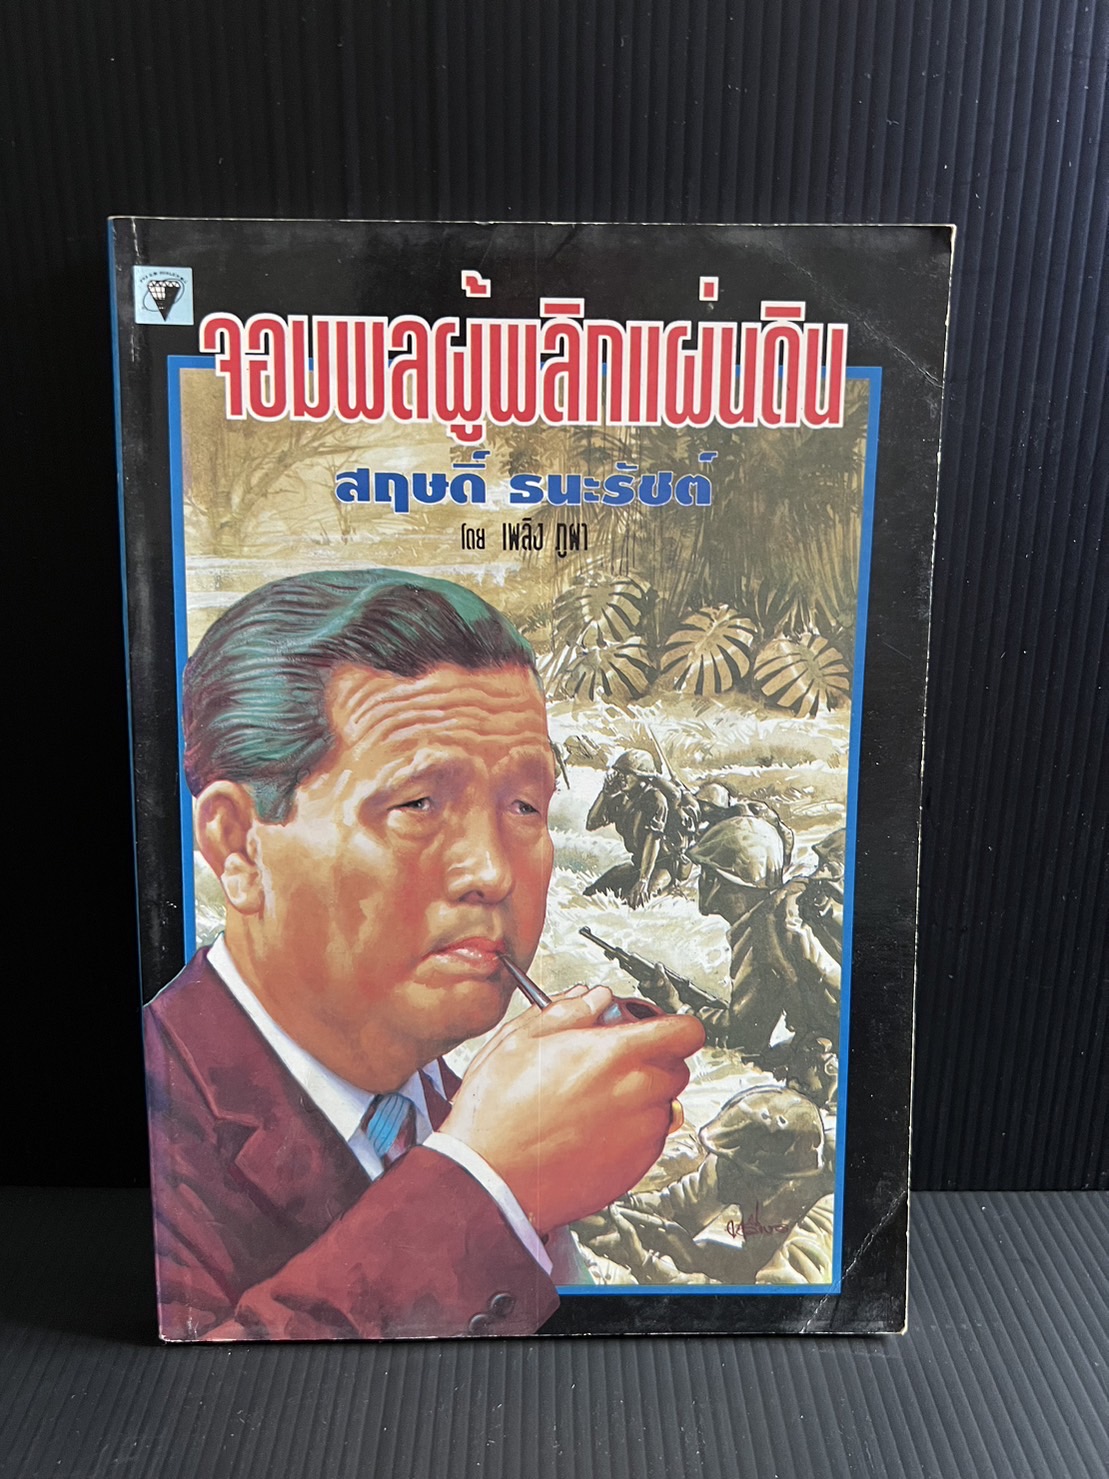 จอมพลผู้พลิกแผ่นดิน
สฤษดิ์ ธนะรัชต์
โดย เพลิง ภูผา